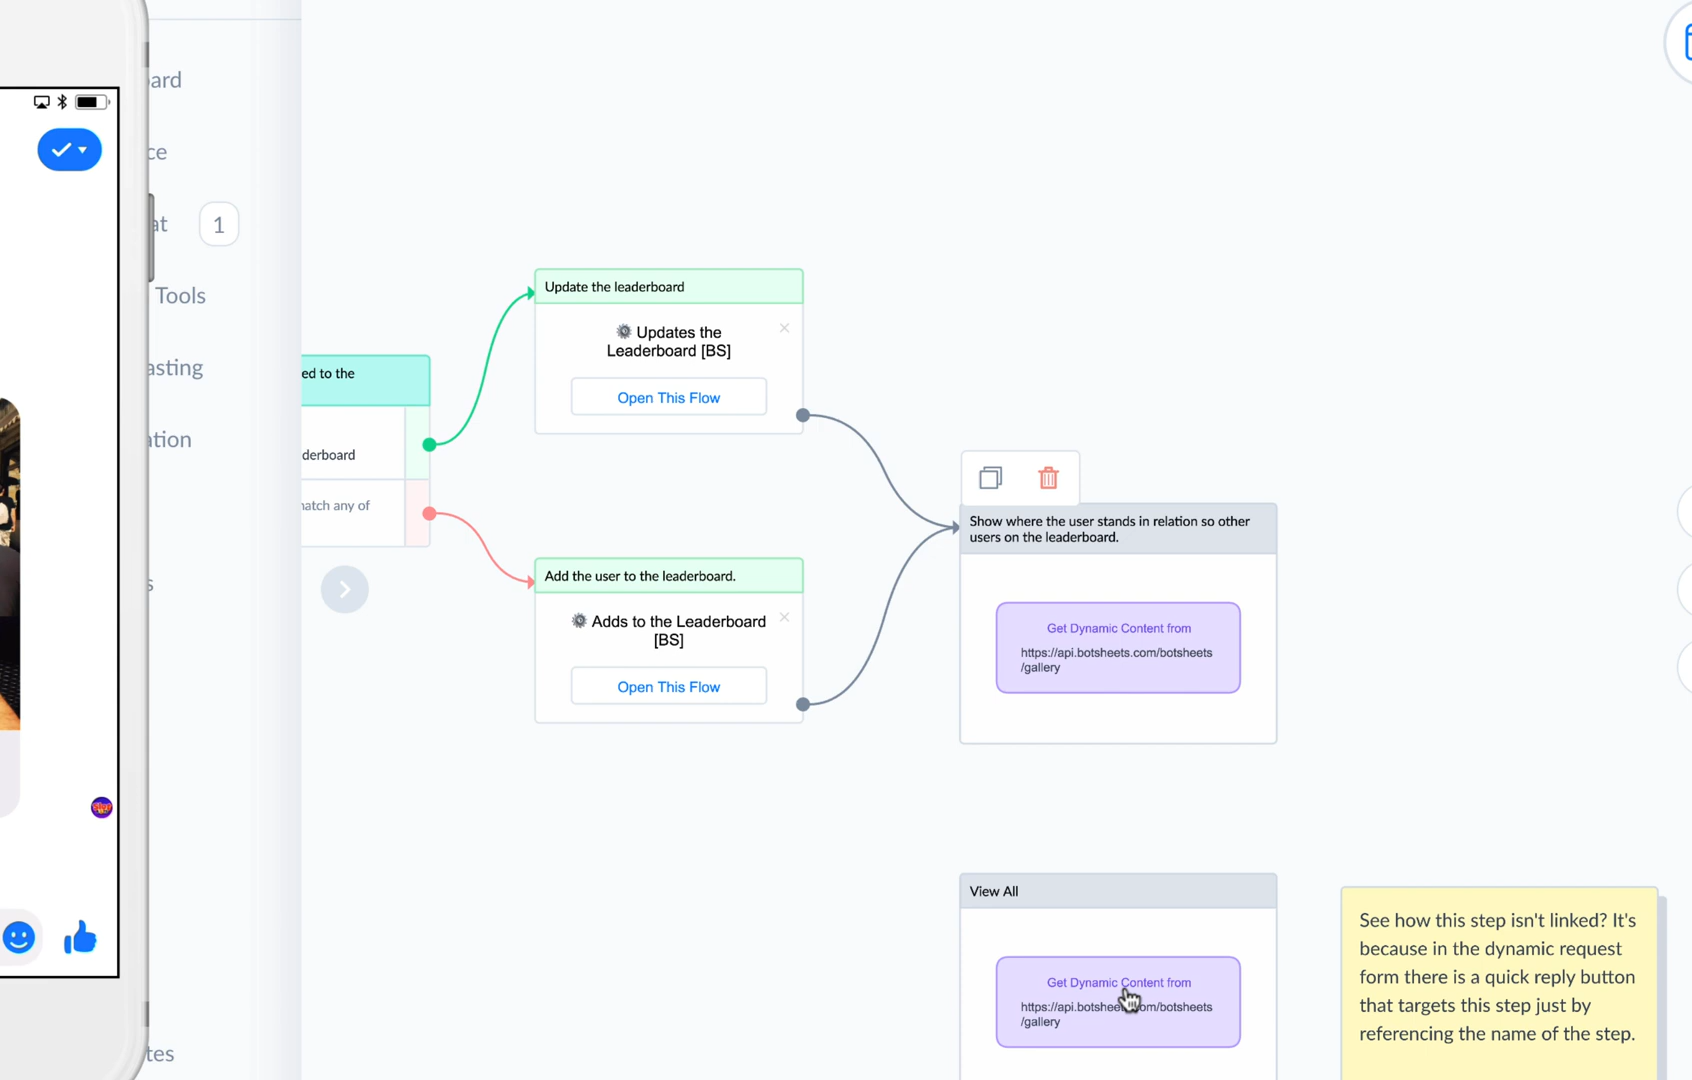 ard
ce
at
1
Tools
asting
ation
s
tes
ed to the
derboard
natch any of
Update the leaderboard
Updates the
Leaderboard [BS]
Open This Flow
Add the user to the leaderboard.
Adds to the Leaderboard
[BS]
Open This Flow
Show where the user stands in relation so other
users on the leaderboard.
Get Dynamic Content from
https://api.botsheets.com/botsheets
/gallery
View All
Get Dynamic Content from
https://api.botsheets.com/botsheets
/gallery
See how this step isn't linked? It's
because in the dynamic request
form there is a quick reply button
that targets this step just by
referencing the name of the step.